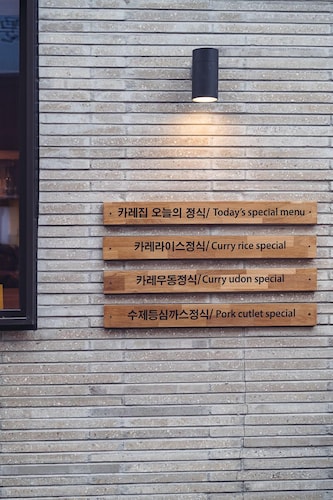 카레집 오늘의 정식/ Today's special menu
카레라이스정식/ Curry rice special
카레우동정식/ Curry udon special
수제등심까스정식/ Pork cutlet special